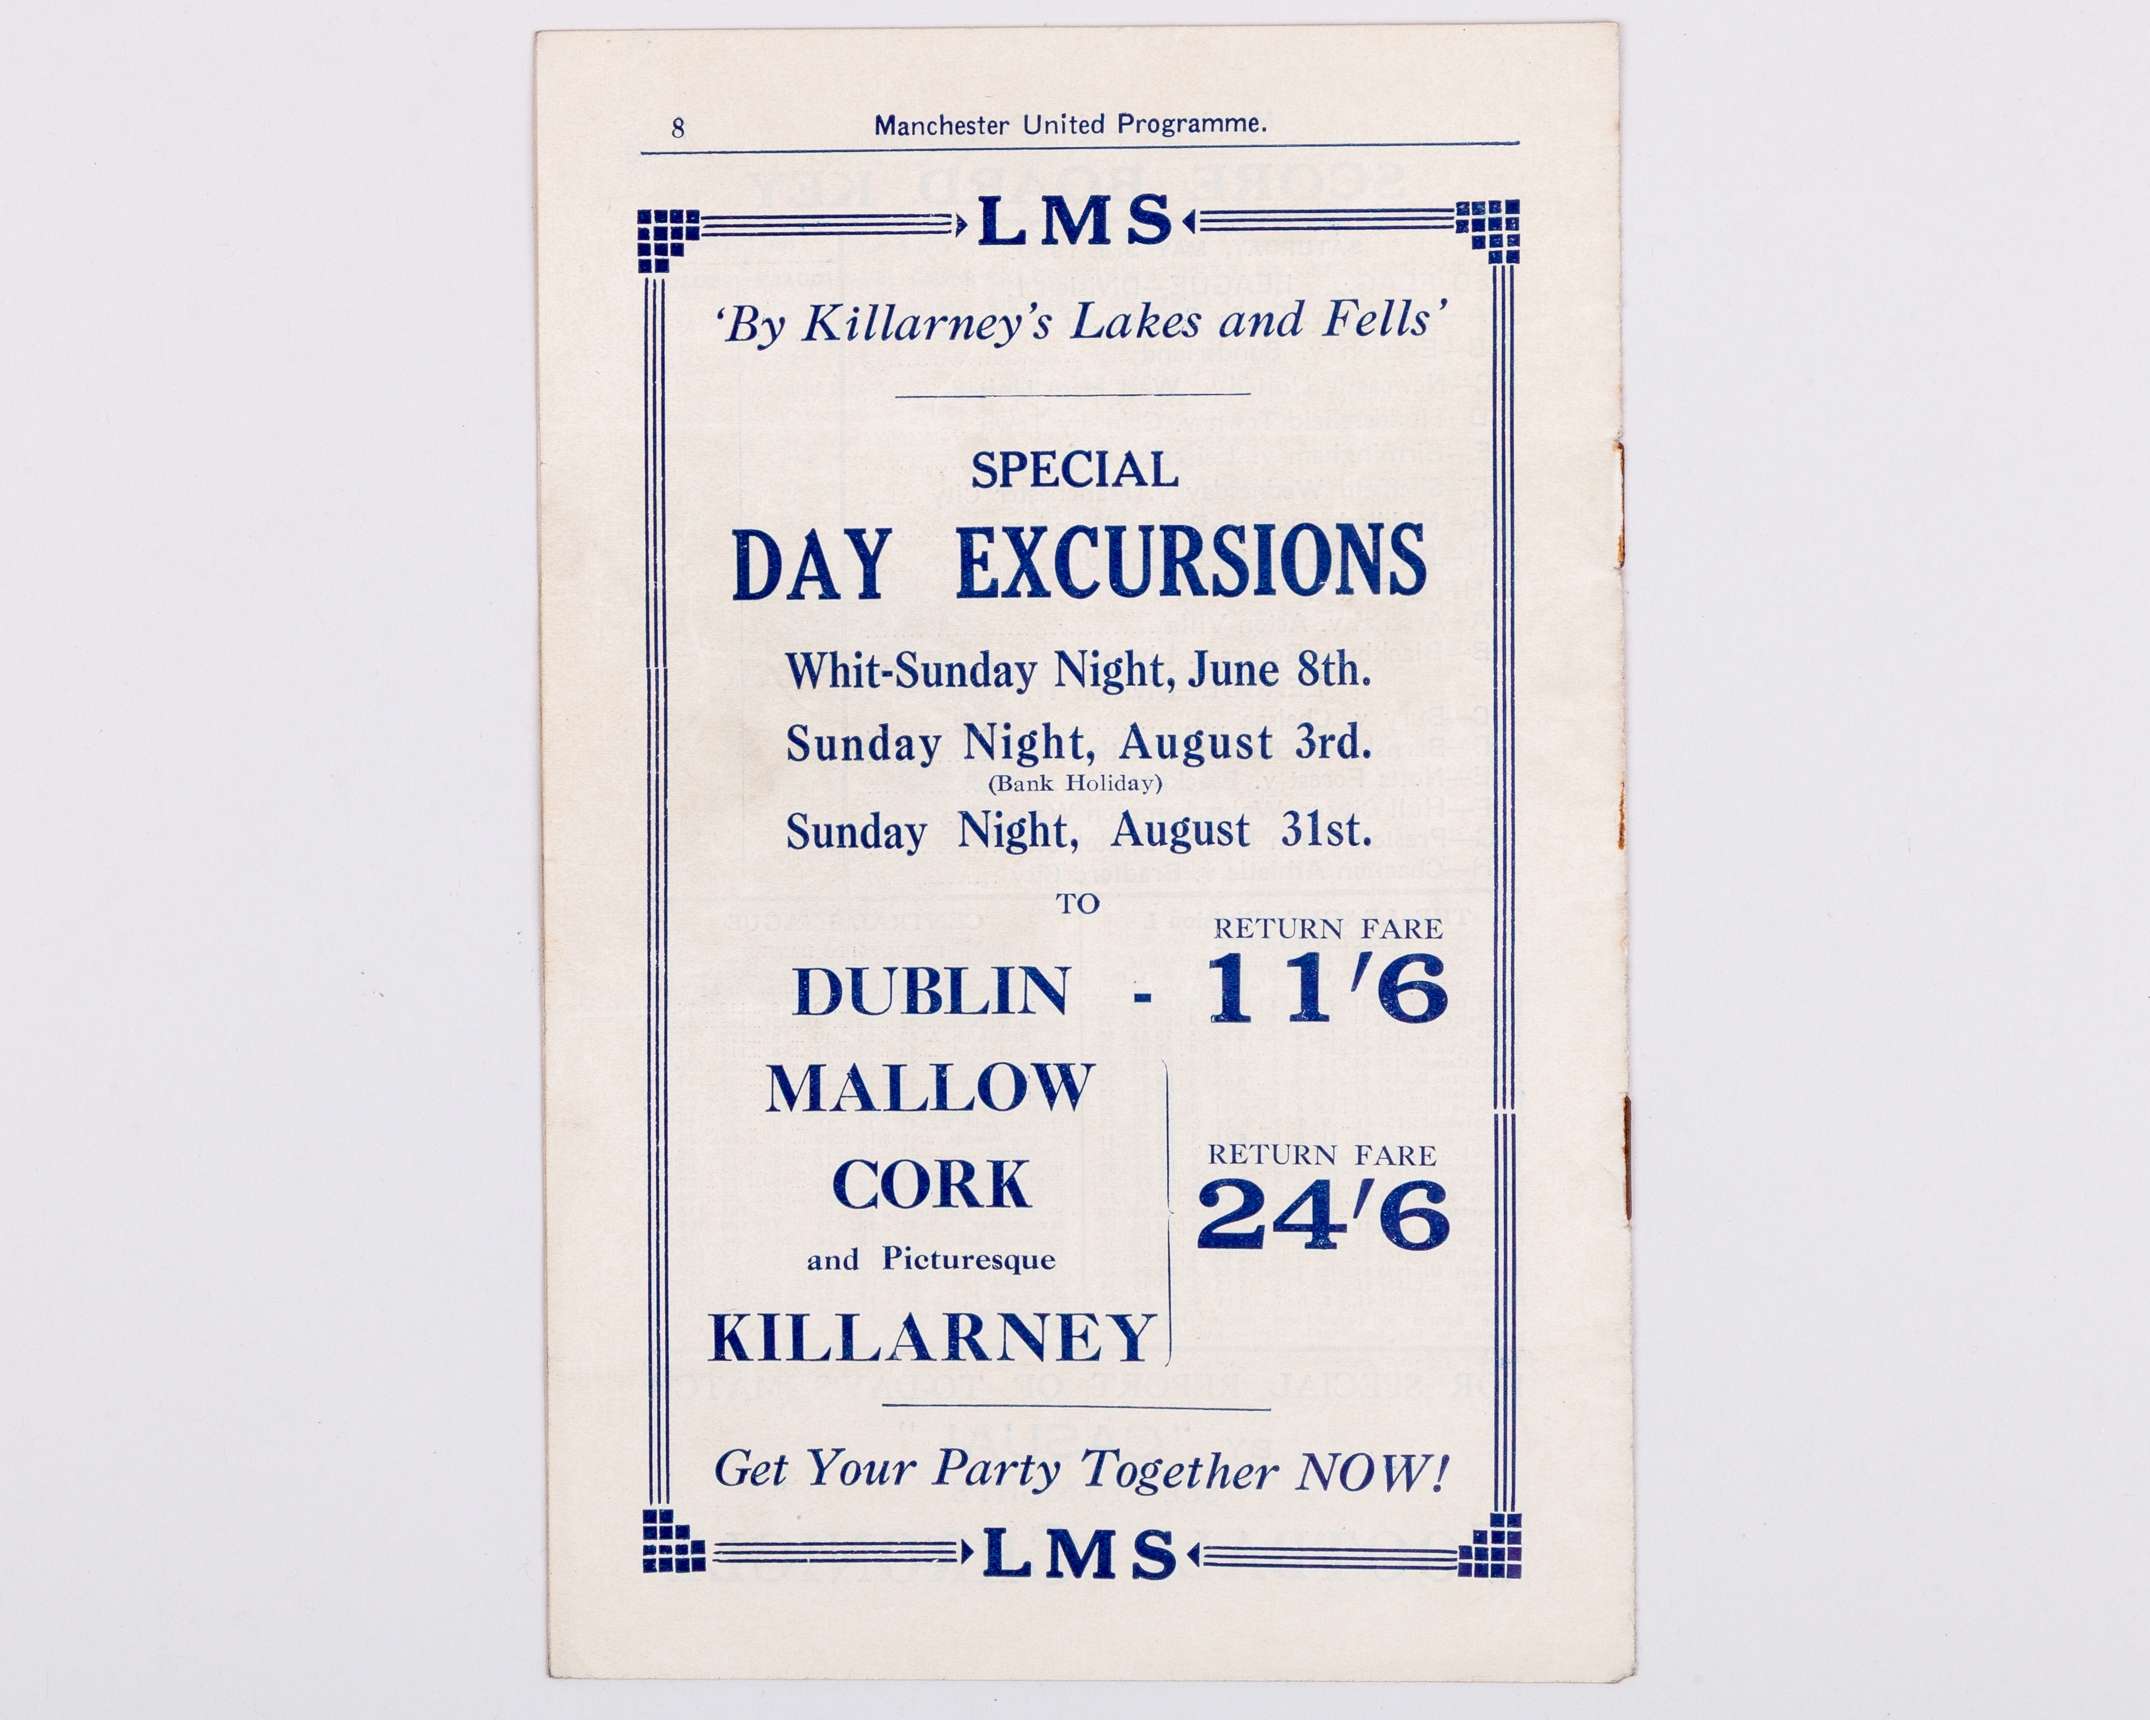 8 Manchester United Programme.
LMS
'By Killarney's Lakes and Fells'
SPECIAL
DAY EXCURSIONS
Whit-Sunday Night, June 8th.
Sunday Night, August 3rd.
(Bank Holiday)
Sunday Night, August 31st.
TO
RETURN FARE
DUBLIN - 11'6
MALLOW
CORK
RETURN FARE
24'6
and Picturesque
KILLARNEY
Get Your Party Together NOW!
LMS